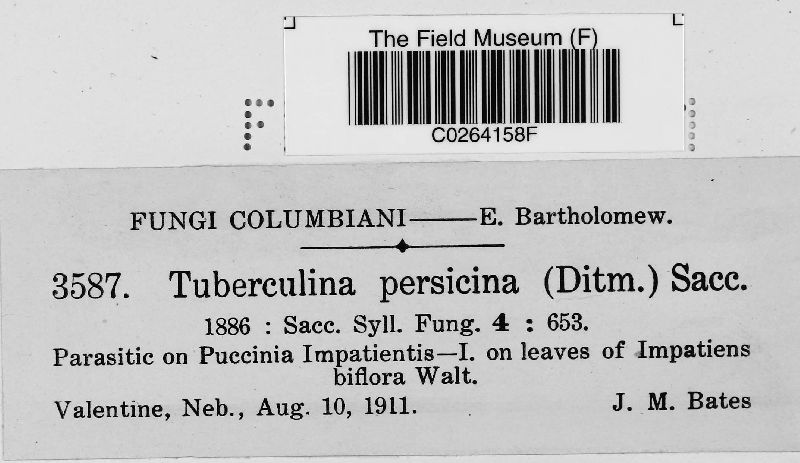 The Field Museum (F)
C0264158F
F
FUNGI COLUMBIANI——E. Bartholomew.
3587. Tuberculina persicina (Ditm.) Sacc.
1886 : Sacc. Syll. Fung. 4 : 653.
Parasitic on Puccinia Impatientis—I. on leaves of Impatiens
biflora Walt.
Valentine, Neb., Aug. 10, 1911. J. M. Bates